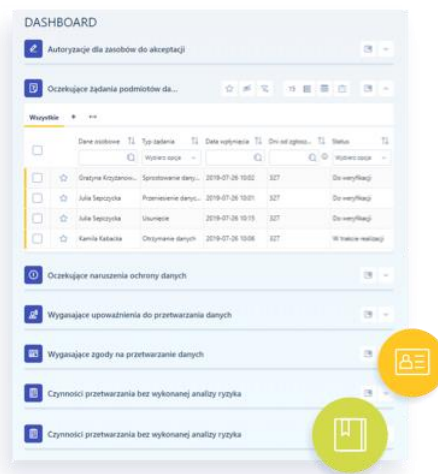 DASHBOARD
Autoryzacje dla zasobów do akceptacji
Oczekujące żądania podmiotów da...
15
Wszystkie
Dane osobowe Typ żądania Data wpłynięcia Dni od zgłosz... Status
Wybierz opcje Wybierz opcje
Grażyna Krzyżanow... Sprostowanie dany... 2019-07-26 10:02 327 Do weryfikacji
Julia Sepczycka Przeniesienie danyc... 2019-07-26 10:01 327 Do weryfikacji
Julia Sepczycka Usunięcie 2019-07-26 10:15 327 Do weryfikacji
Kamila Kabacka Otrzymanie danych 2019-07-26 10:06 327 W trakcie realizacji
Oczekujące naruszenia ochrony danych
Wygasające upoważnienia do przetwarzania danych
Wygasające zgody na przetwarzanie danych
Czynności przetwarzania bez wykonanej analizy ryzyka
Czynności przetwarzania bez wykonanej analizy ryzyka